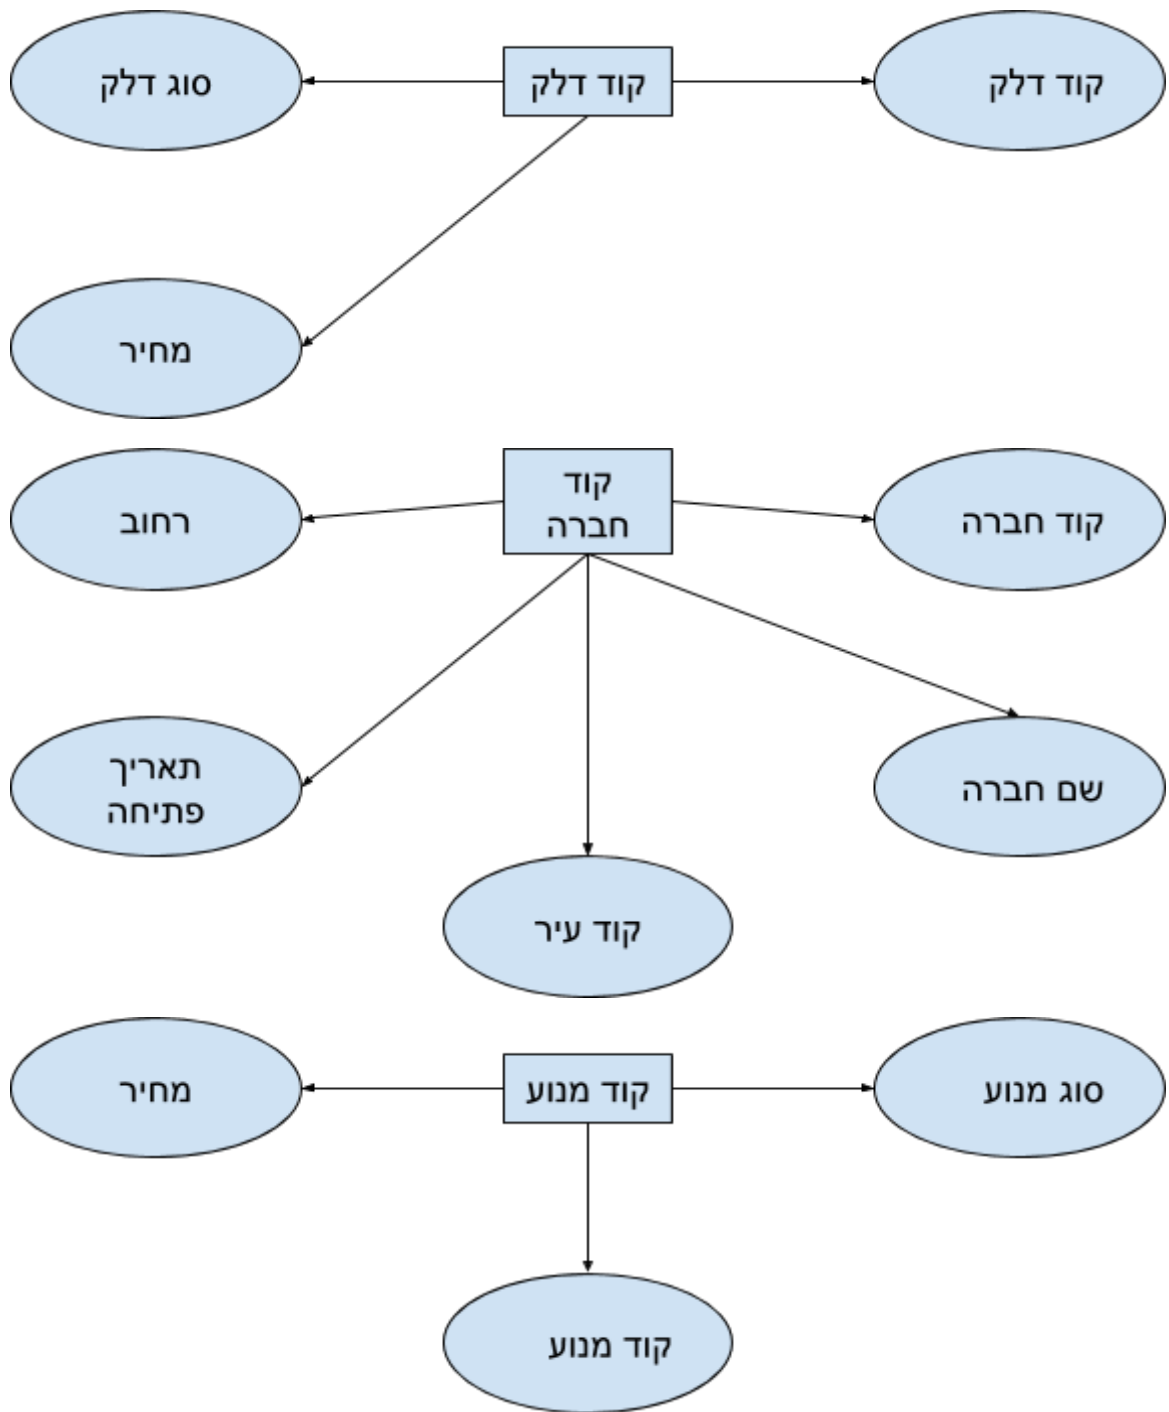 קוד דלק
קוד דלק
סוג דלק
מחיר
קוד
חברה
קוד חברה
רחוב
שם חברה
תאריך
פתיחה
קוד עיר
סוג מנוע
קוד מנוע
מחיר
קוד מנוע